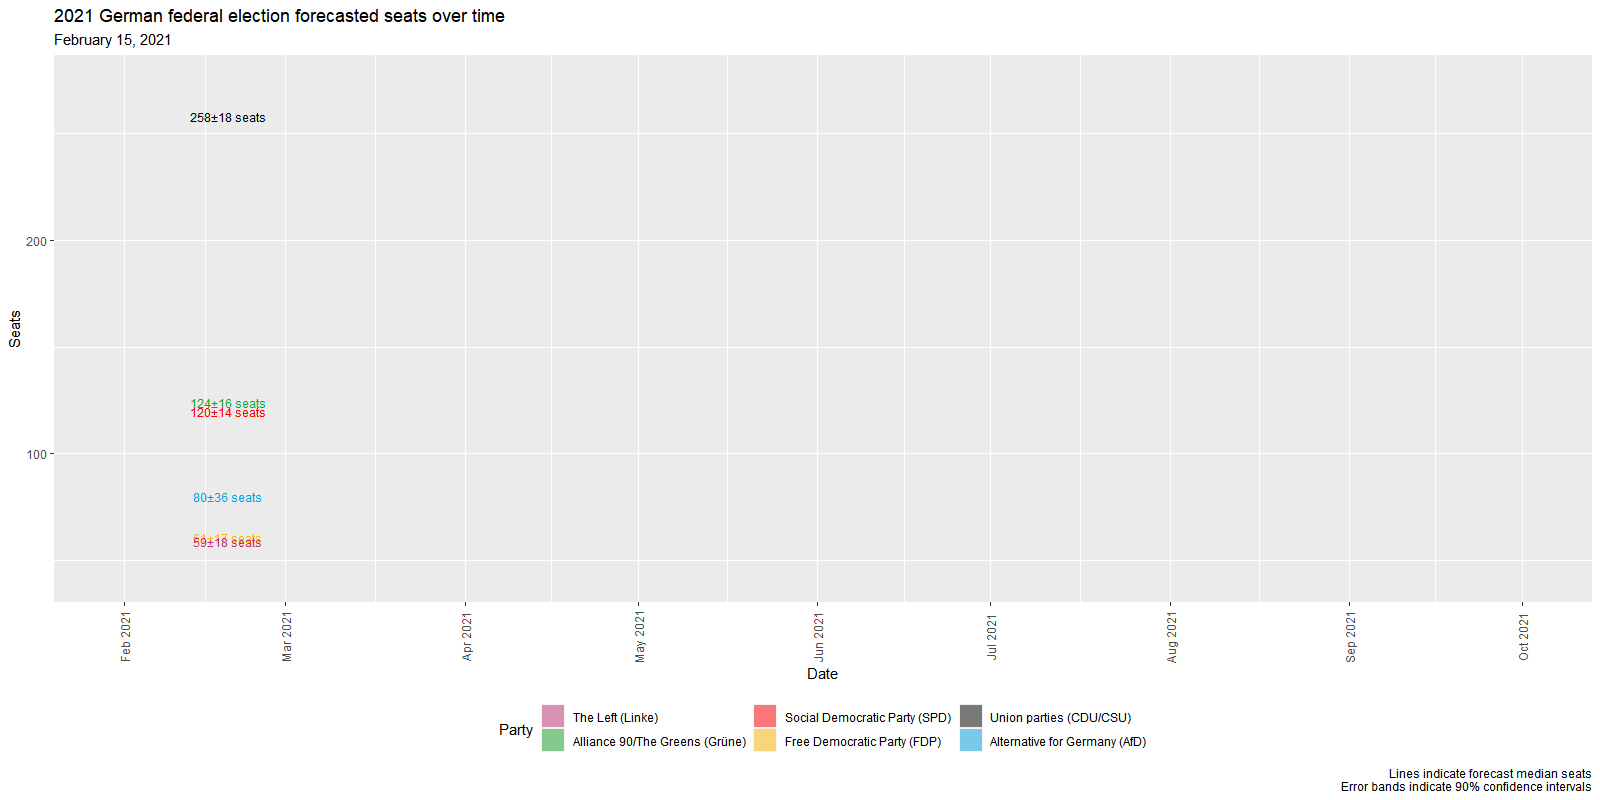 2021 German federal election forecasted seats over time
February 15, 2021
258±18 seats
200
Seats
124±16 seats
120±14 seats
100
80±36 seats
59±18 seats
Feb 2021
Mar 2021
Apr 2021
May 2021
Jun 2021
Jul 2021
Aug 2021
Sep 2021
Oct 2021
Date
Party
The Left (Linke)
Social Democratic Party (SPD)
Union parties (CDU/CSU)
Alliance 90/The Greens (Grüne)
Free Democratic Party (FDP)
Alternative for Germany (AfD)
Lines indicate forecast median seats
Error bands indicate 90% confidence intervals